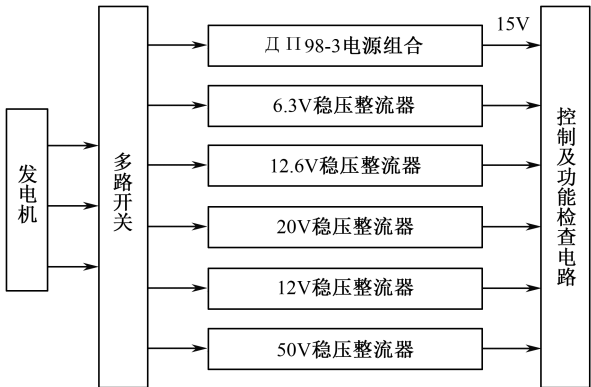 发电机
多路开关
ДП98-3电源组合
15V
6.3V稳压整流器
12.6V稳压整流器
20V稳压整流器
12V稳压整流器
50V稳压整流器
控制及功能检查电路